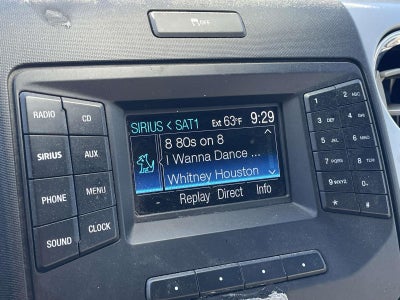 OFF
RADIO
CD
SIRIUS
AUX
PHONE
MENU
SOUND
CLOCK
SIRIUS < SAT1 Ext 63°F 9:29
8 80s on 8
I Wanna Dance ...
Whitney Houston
Replay Direct Info
1
2 ABC
3 DEF
4 GHI
5 JKL
6 MNO
7 PQRS
8 TUV
9 WXYZ
0
*
#